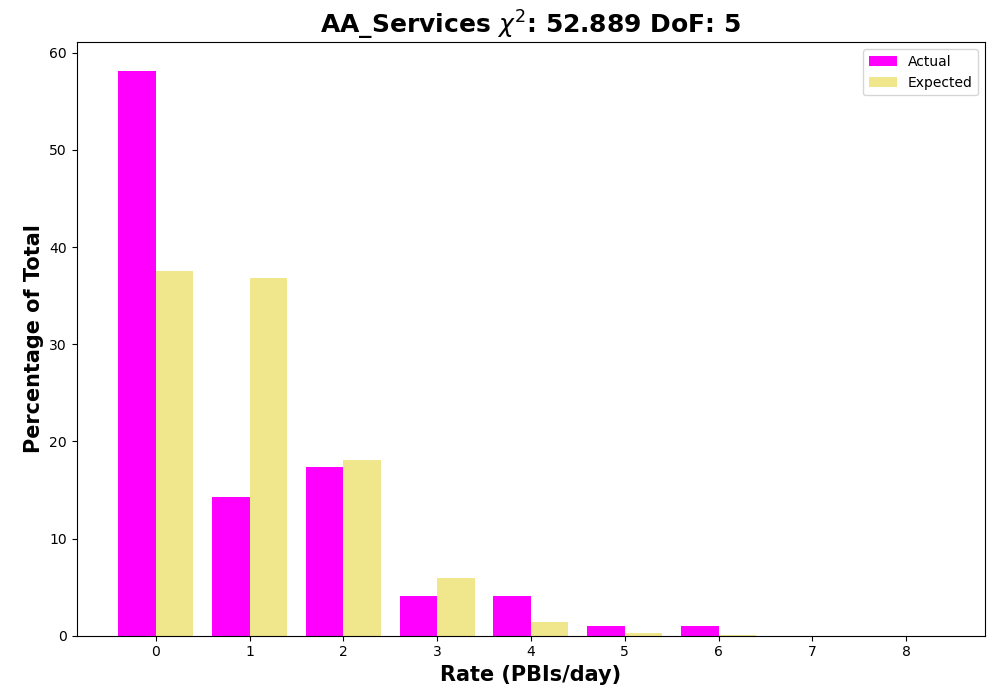 AA_Services χ²: 52.889 DoF: 5
Actual
Expected
Percentage of Total
60
50
40
30
20
10
0
0 1 2 3 4 5 6 7 8
Rate (PBIs/day)